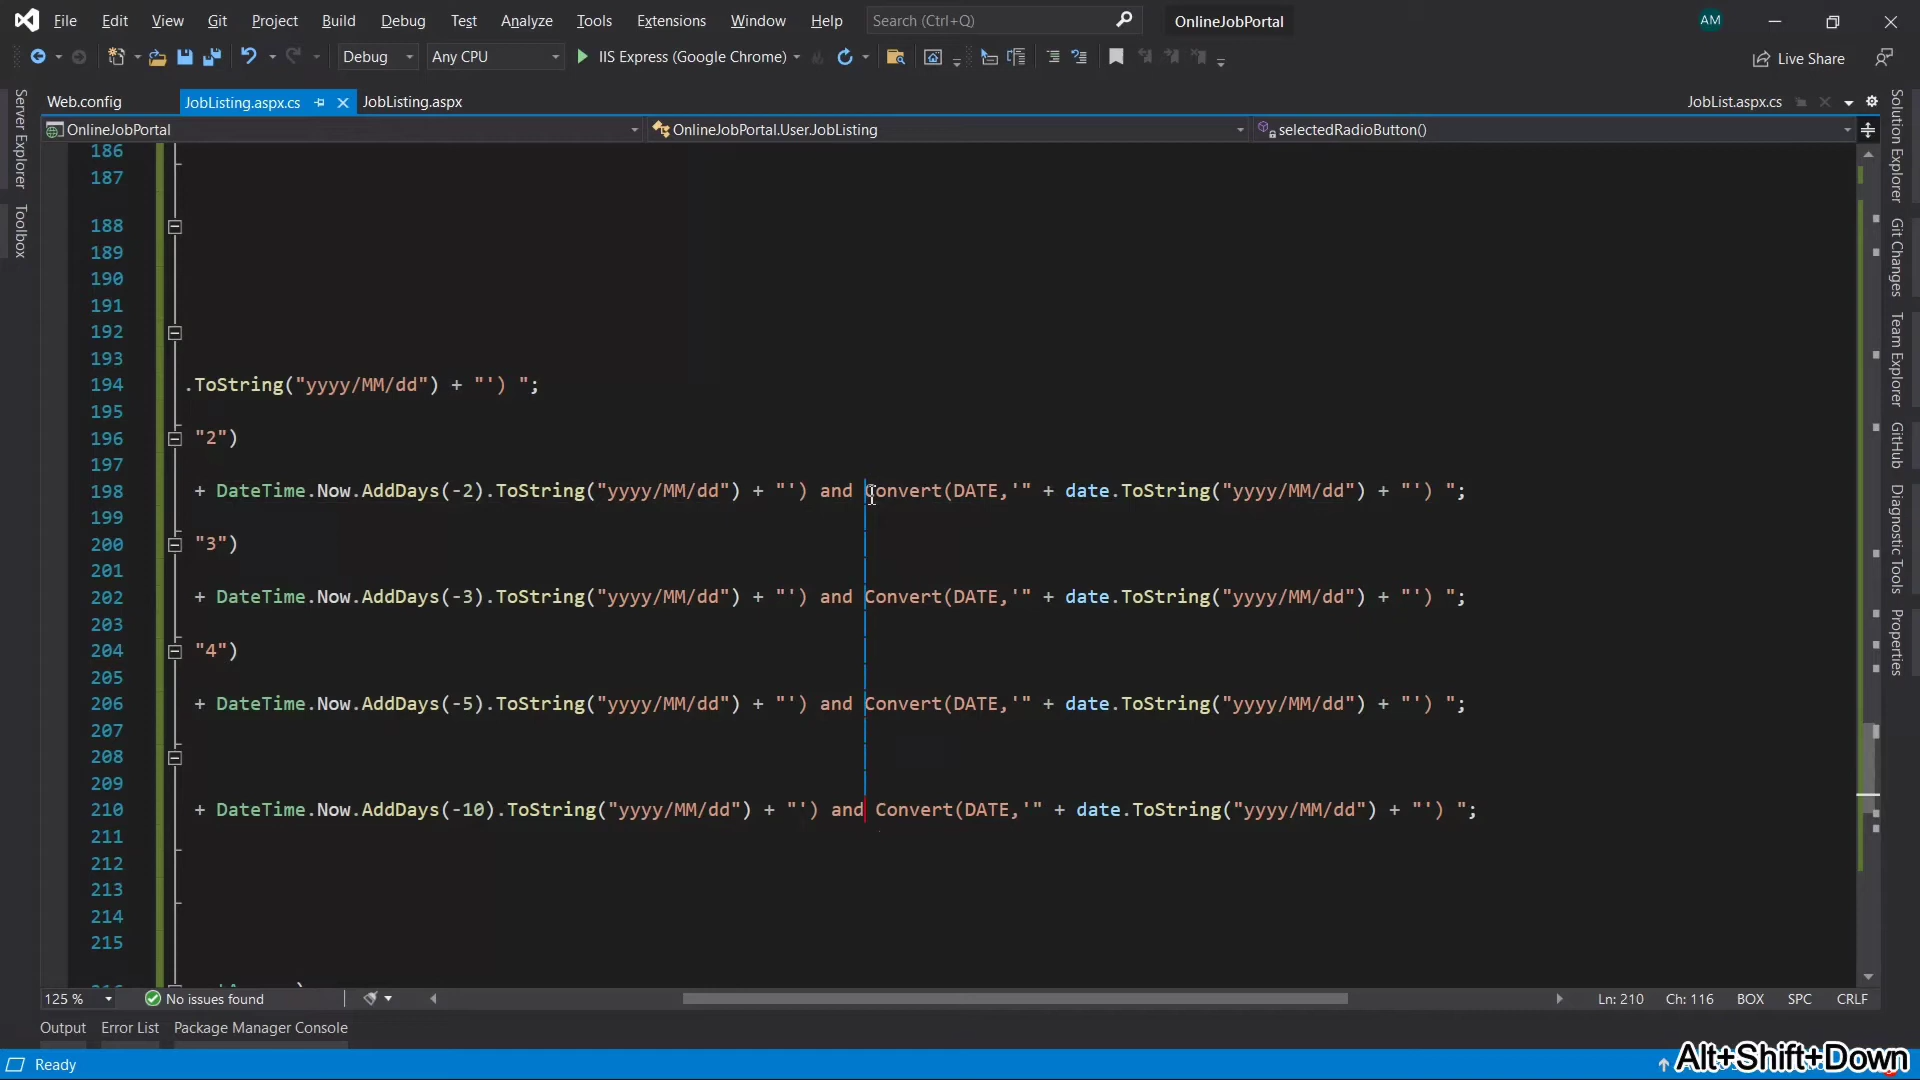 File Edit View Git Project Build Debug Test Analyze Tools Extensions Window Help Search (Ctrl+Q) OnlineJobPortal AM
Debug Any CPU IIS Express (Google Chrome) Live Share
Web.config JobListing.aspx.cs JobListing.aspx JobList.aspx.cs
OnlineJobPortal OnlineJobPortal.User.JobListing selectedRadioButton()
Server Explorer
Toolbox
Solution Explorer
Git Changes
Team Explorer
GitHub
Diagnostic Tools
Properties
186
187
188
189
190
191
192
193
194 .ToString("yyyy/MM/dd") + "') ";
195
196 "2")
197
198 + DateTime.Now.AddDays(-2).ToString("yyyy/MM/dd") + "') and Convert(DATE,'" + date.ToString("yyyy/MM/dd") + "') ";
199
200 "3")
201
202 + DateTime.Now.AddDays(-3).ToString("yyyy/MM/dd") + "') and Convert(DATE,'" + date.ToString("yyyy/MM/dd") + "') ";
203
204 "4")
205
206 + DateTime.Now.AddDays(-5).ToString("yyyy/MM/dd") + "') and Convert(DATE,'" + date.ToString("yyyy/MM/dd") + "') ";
207
208
209
210 + DateTime.Now.AddDays(-10).ToString("yyyy/MM/dd") + "') and Convert(DATE,'" + date.ToString("yyyy/MM/dd") + "') ";
211
212
213
214
215
125 % No issues found Ln: 210 Ch: 116 BOX SPC CRLF
Output Error List Package Manager Console
Ready Alt+Shift+Down